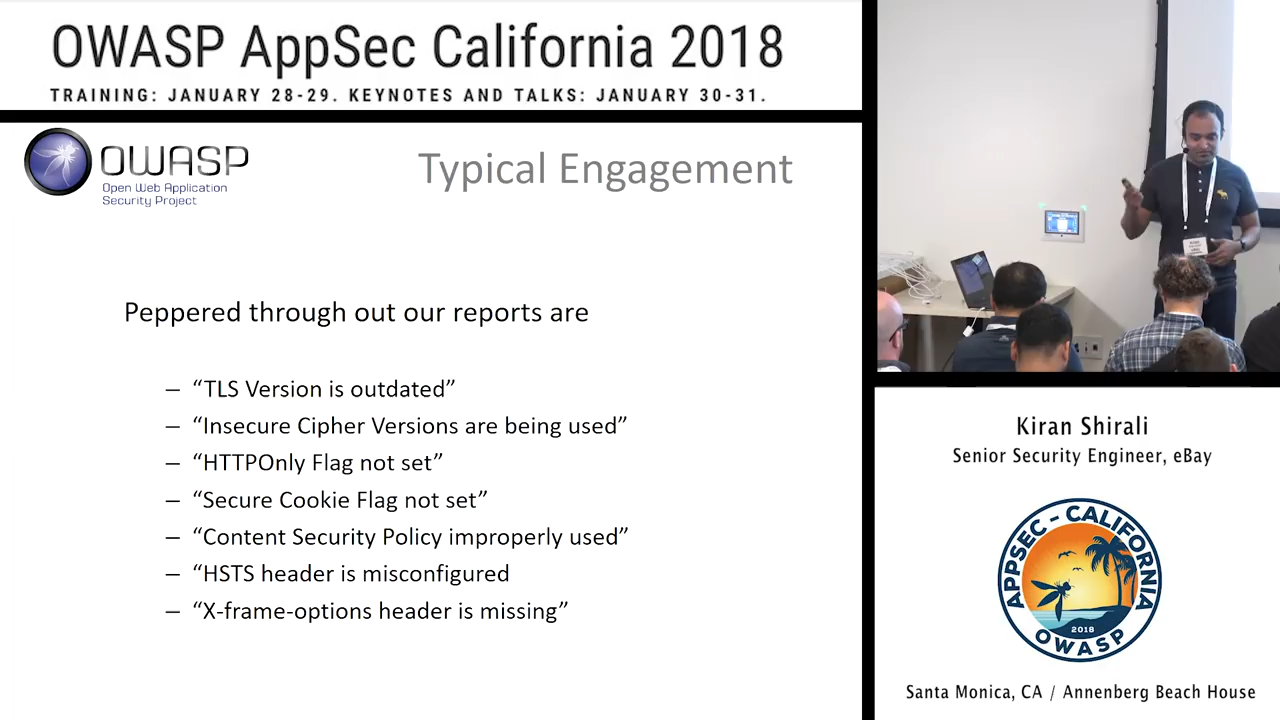 OWASP AppSec California 2018
TRAINING: JANUARY 28-29. KEYNOTES AND TALKS: JANUARY 30-31.
OWASP
Open Web Application
Security Project
Typical Engagement
Peppered through out our reports are
– “TLS Version is outdated”
– “Insecure Cipher Versions are being used”
– “HTTPOnly Flag not set”
– “Secure Cookie Flag not set”
– “Content Security Policy improperly used”
– “HSTS header is misconfigured
– “X-frame-options header is missing”
Kiran Shirali
Senior Security Engineer, eBay
APPSEC - CALIFORNIA
2018
OWASP
Santa Monica, CA / Annenberg Beach House